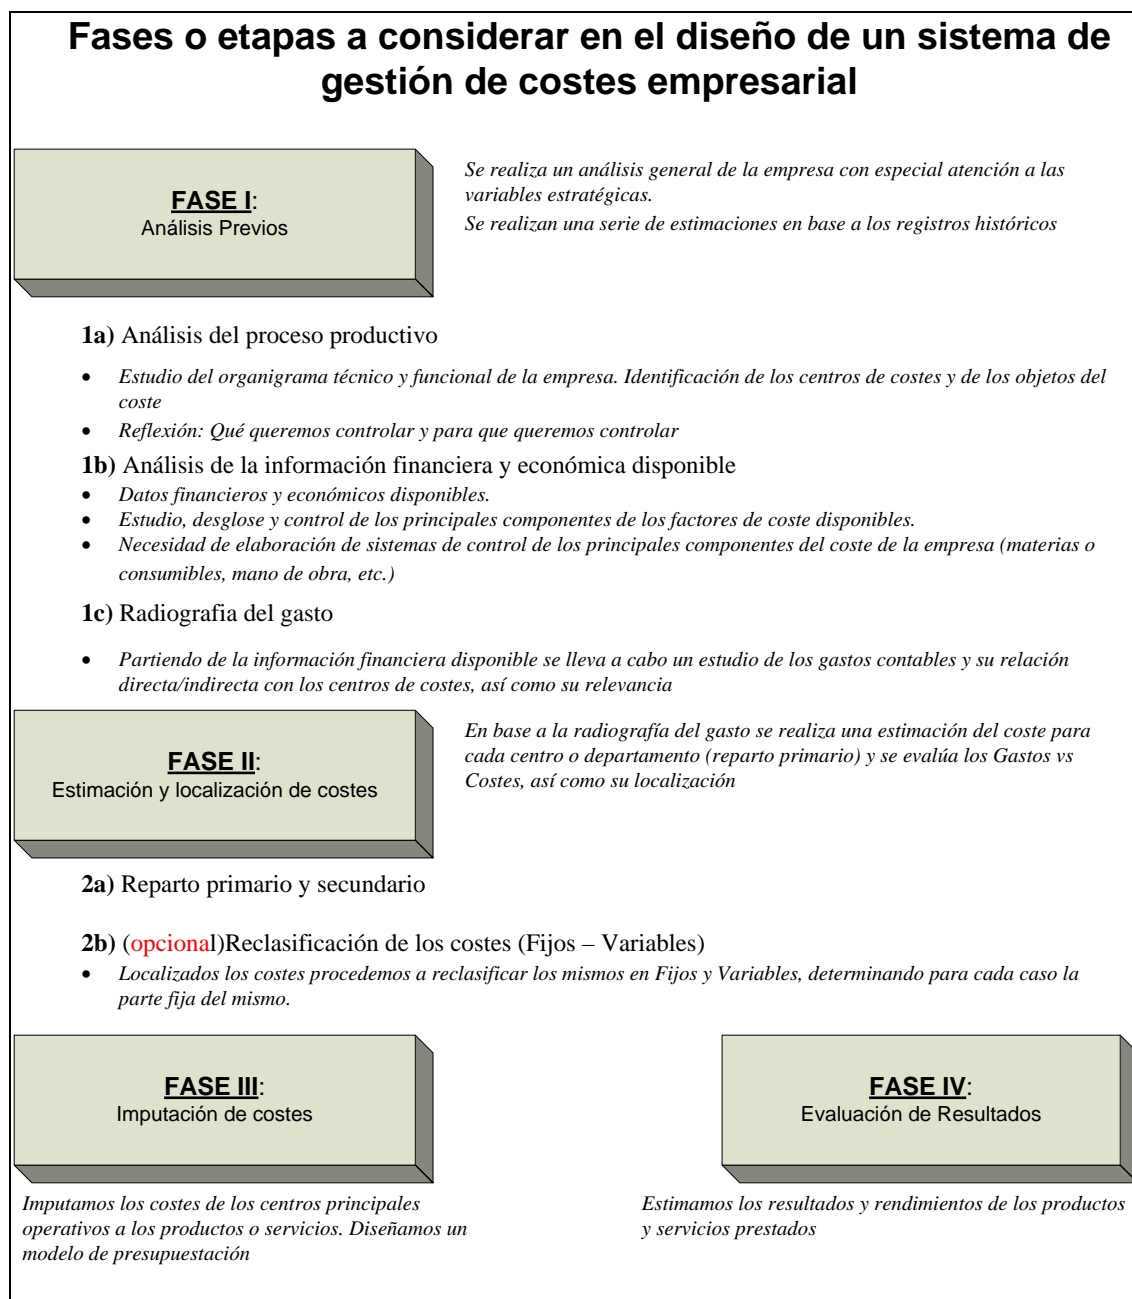 Fases o etapas a considerar en el diseño de un sistema de
gestión de costes empresarial
FASE I:
Análisis Previos
Se realiza un análisis general de la empresa con especial atención a las
variables estratégicas.
Se realizan una serie de estimaciones en base a los registros históricos
1a) Análisis del proceso productivo
• Estudio del organigrama técnico y funcional de la empresa. Identificación de los centros de costes y de los objetos del
coste
• Reflexión: Qué queremos controlar y para que queremos controlar
1b) Análisis de la información financiera y económica disponible
• Datos financieros y económicos disponibles.
• Estudio, desglose y control de los principales componentes de los factores de coste disponibles.
• Necesidad de elaboración de sistemas de control de los principales componentes del coste de la empresa (materias o
consumibles, mano de obra, etc.)
1c) Radiografia del gasto
• Partiendo de la información financiera disponible se lleva a cabo un estudio de los gastos contables y su relación
directa/indirecta con los centros de costes, así como su relevancia
FASE II:
Estimación y localización de costes
En base a la radiografía del gasto se realiza una estimación del coste para
cada centro o departamento (reparto primario) y se evalúa los Gastos vs
Costes, así como su localización
2a) Reparto primario y secundario
2b) (opcional)Reclasificación de los costes (Fijos – Variables)
• Localizados los costes procedemos a reclasificar los mismos en Fijos y Variables, determinando para cada caso la
parte fija del mismo.
FASE III:
Imputación de costes
Imputamos los costes de los centros principales
operativos a los productos o servicios. Diseñamos un
modelo de presupuestación
FASE IV:
Evaluación de Resultados
Estimamos los resultados y rendimientos de los productos
y servicios prestados